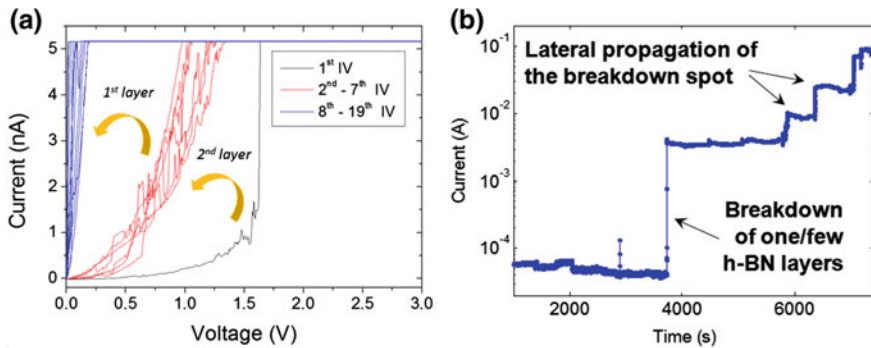 (a)
5
4
3
2
1
0
Current (nA)
0.0 0.5 1.0 1.5 2.0 2.5 3.0
Voltage (V)
1st layer
2nd layer
1st IV
2nd - 7th IV
8th - 19th IV
(b)
10-1
10-2
10-3
10-4
Current (A)
2000 4000 6000
Time (s)
Lateral propagation of
the breakdown spot
Breakdown
of one/few
h-BN layers